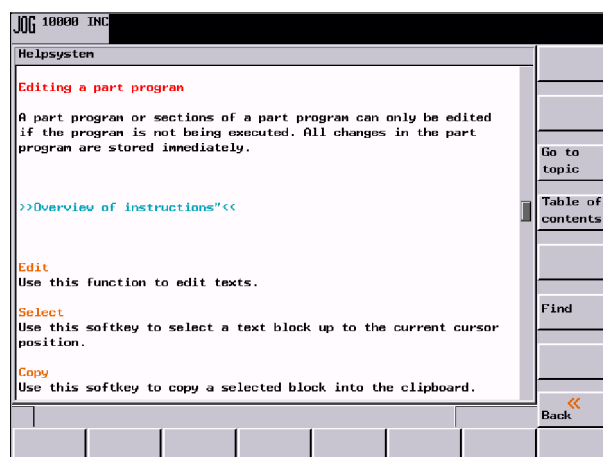 JOG 10000 INC
Helpsystem
Editing a part program
A part program or sections of a part program can only be edited
if the program is not being executed. All changes in the part
program are stored immediately.
>>Overview of instructions"<<
Edit
Use this function to edit texts.
Select
Use this softkey to select a text block up to the current cursor
position.
Copy
Use this softkey to copy a selected block into the clipboard.
Go to
topic
Table of
contents
Find
«
Back